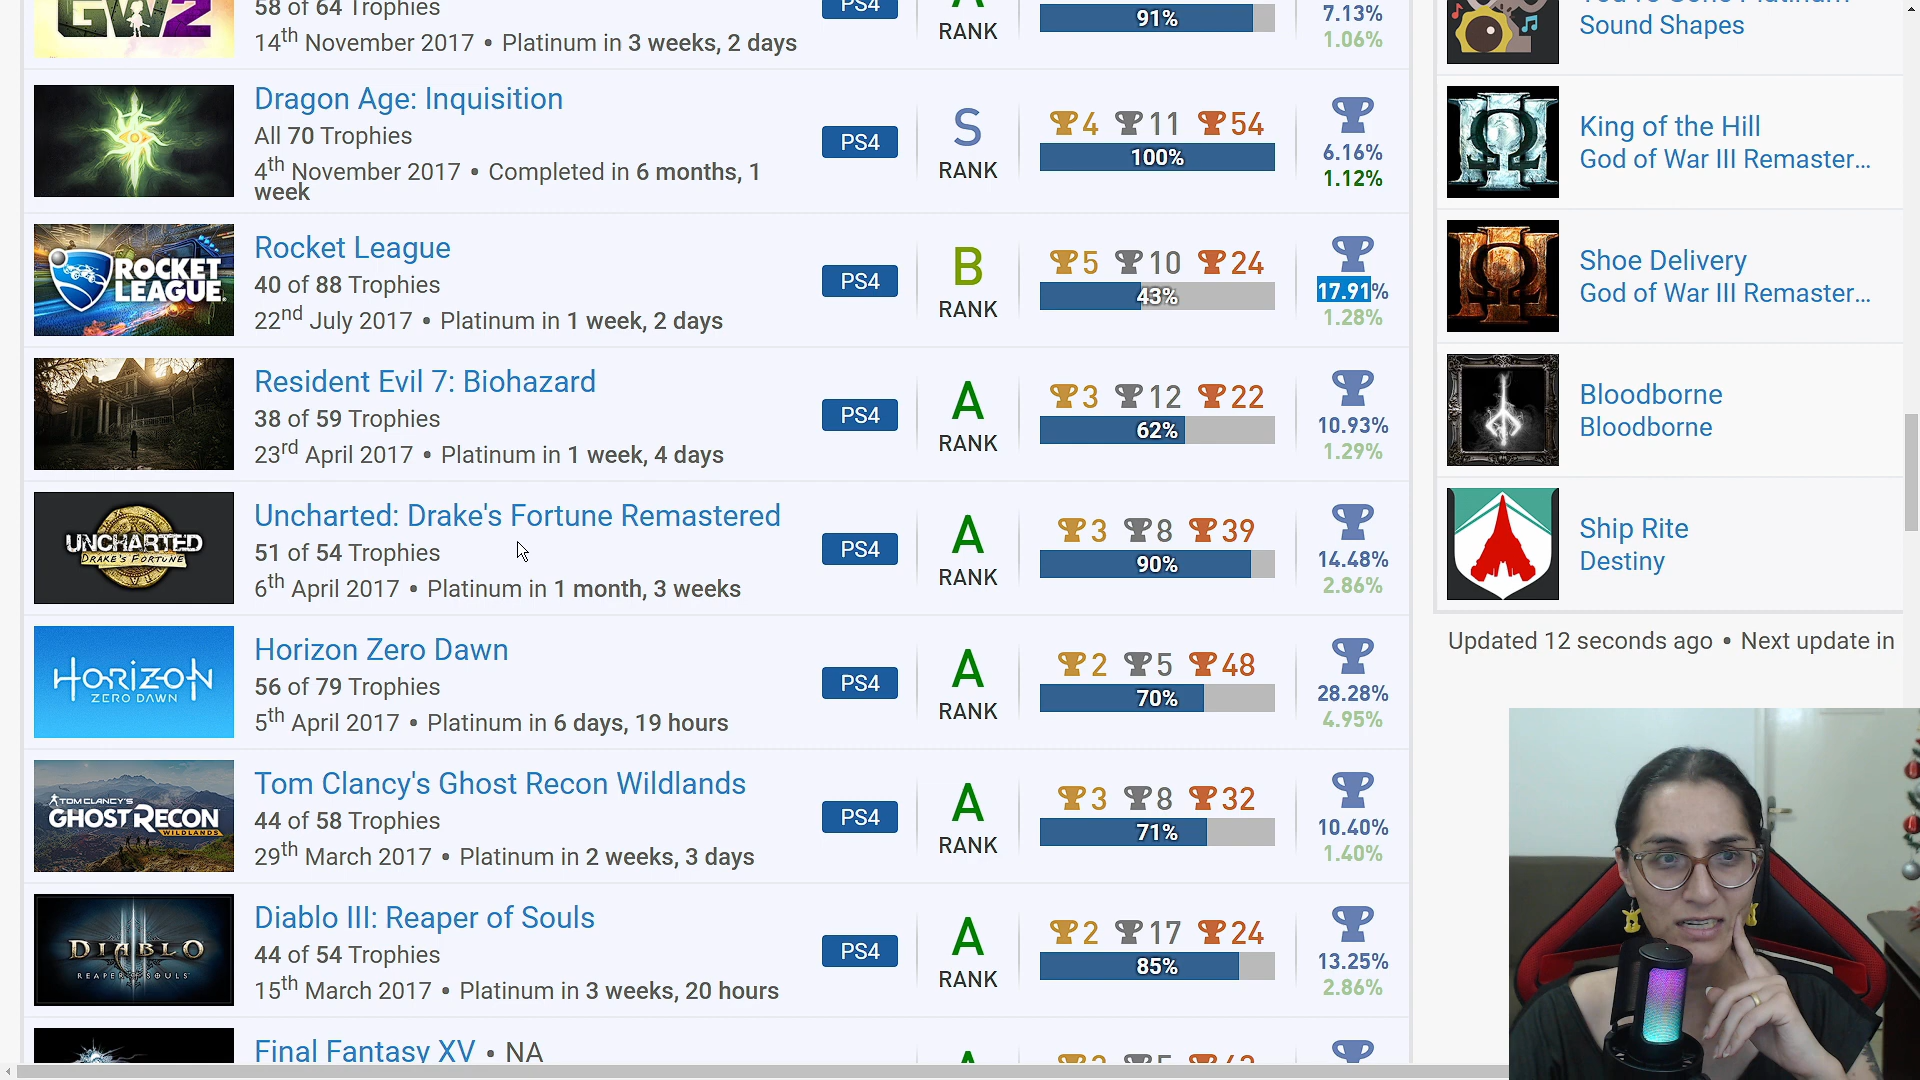 GW2
58 of 64 Trophies
14th November 2017 • Platinum in 3 weeks, 2 days
PS4
RANK
91%
7.13%
1.06%
Dragon Age: Inquisition
All 70 Trophies
4th November 2017 • Completed in 6 months, 1
week
PS4
S
RANK
4 11 54
100%
6.16%
1.12%
ROCKET
LEAGUE
Rocket League
40 of 88 Trophies
22nd July 2017 • Platinum in 1 week, 2 days
PS4
B
RANK
5 10 24
43%
17.91%
1.28%
Resident Evil 7: Biohazard
38 of 59 Trophies
23rd April 2017 • Platinum in 1 week, 4 days
PS4
A
RANK
3 12 22
62%
10.93%
1.29%
UNCHARTED
DRAKE'S FORTUNE
Uncharted: Drake's Fortune Remastered
51 of 54 Trophies
6th April 2017 • Platinum in 1 month, 3 weeks
PS4
A
RANK
3 8 39
90%
14.48%
2.86%
HORIZON
ZERO DAWN
Horizon Zero Dawn
56 of 79 Trophies
5th April 2017 • Platinum in 6 days, 19 hours
PS4
A
RANK
2 5 48
70%
28.28%
4.95%
TOM CLANCY'S
GHOST RECON
WILDLANDS
Tom Clancy's Ghost Recon Wildlands
44 of 58 Trophies
29th March 2017 • Platinum in 2 weeks, 3 days
PS4
A
RANK
3 8 32
71%
10.40%
1.40%
DIABLO
REAPER OF SOULS
Diablo III: Reaper of Souls
44 of 54 Trophies
15th March 2017 • Platinum in 3 weeks, 20 hours
PS4
A
RANK
2 17 24
85%
13.25%
2.86%
Final Fantasy XV • NA
Sound Shapes
King of the Hill
God of War III Remaster...
Shoe Delivery
God of War III Remaster...
Bloodborne
Bloodborne
Ship Rite
Destiny
Updated 12 seconds ago • Next update in